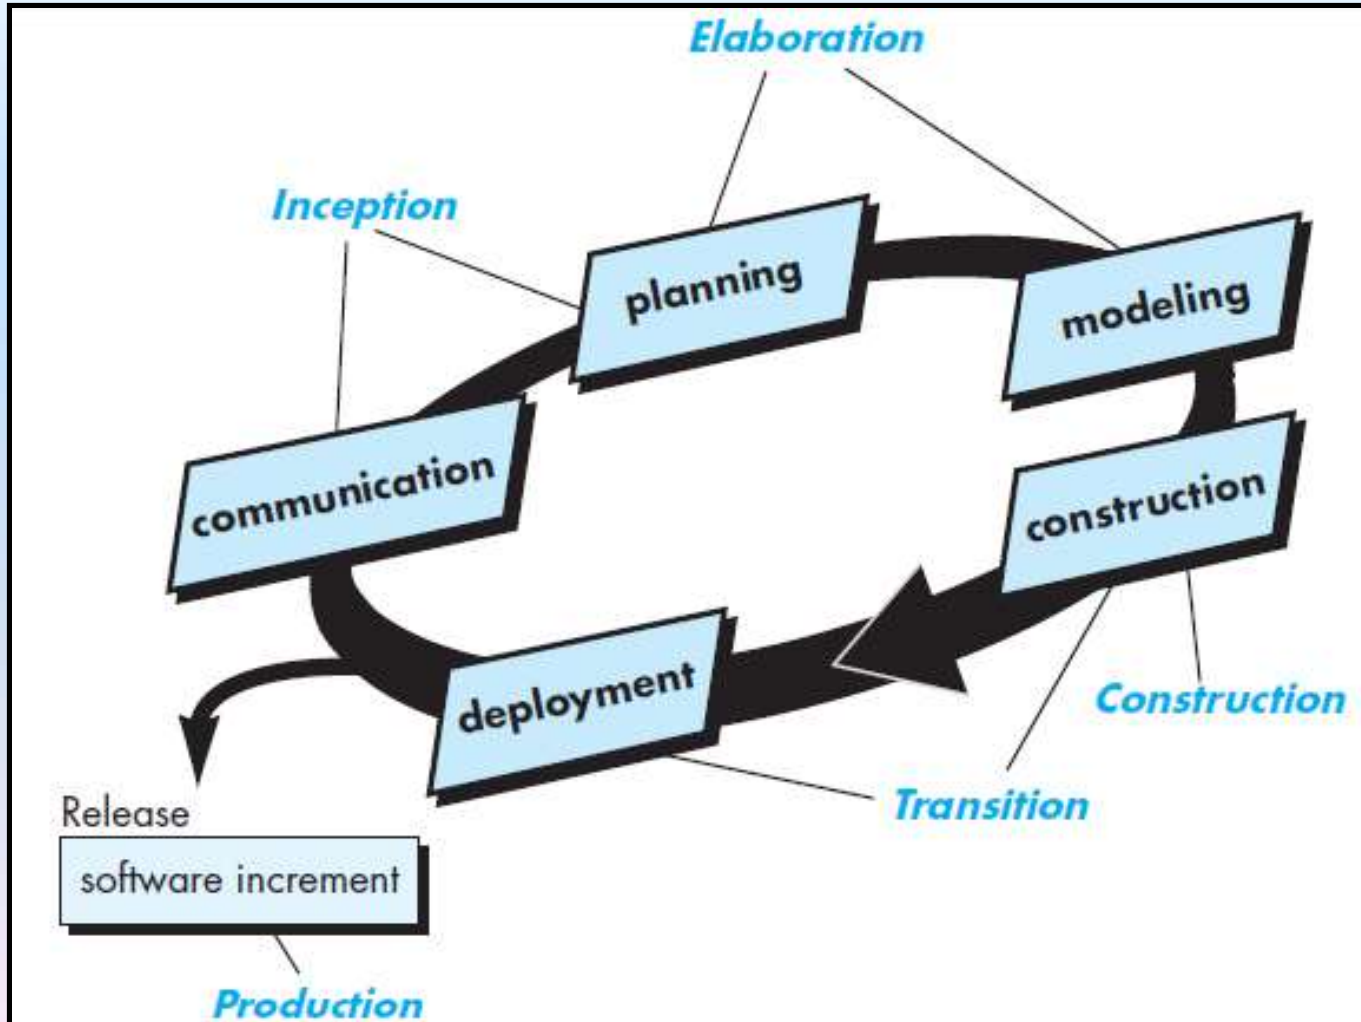 Elaboration
Inception
planning
modeling
communication
construction
deployment
Construction
Release
Transition
software increment
Production